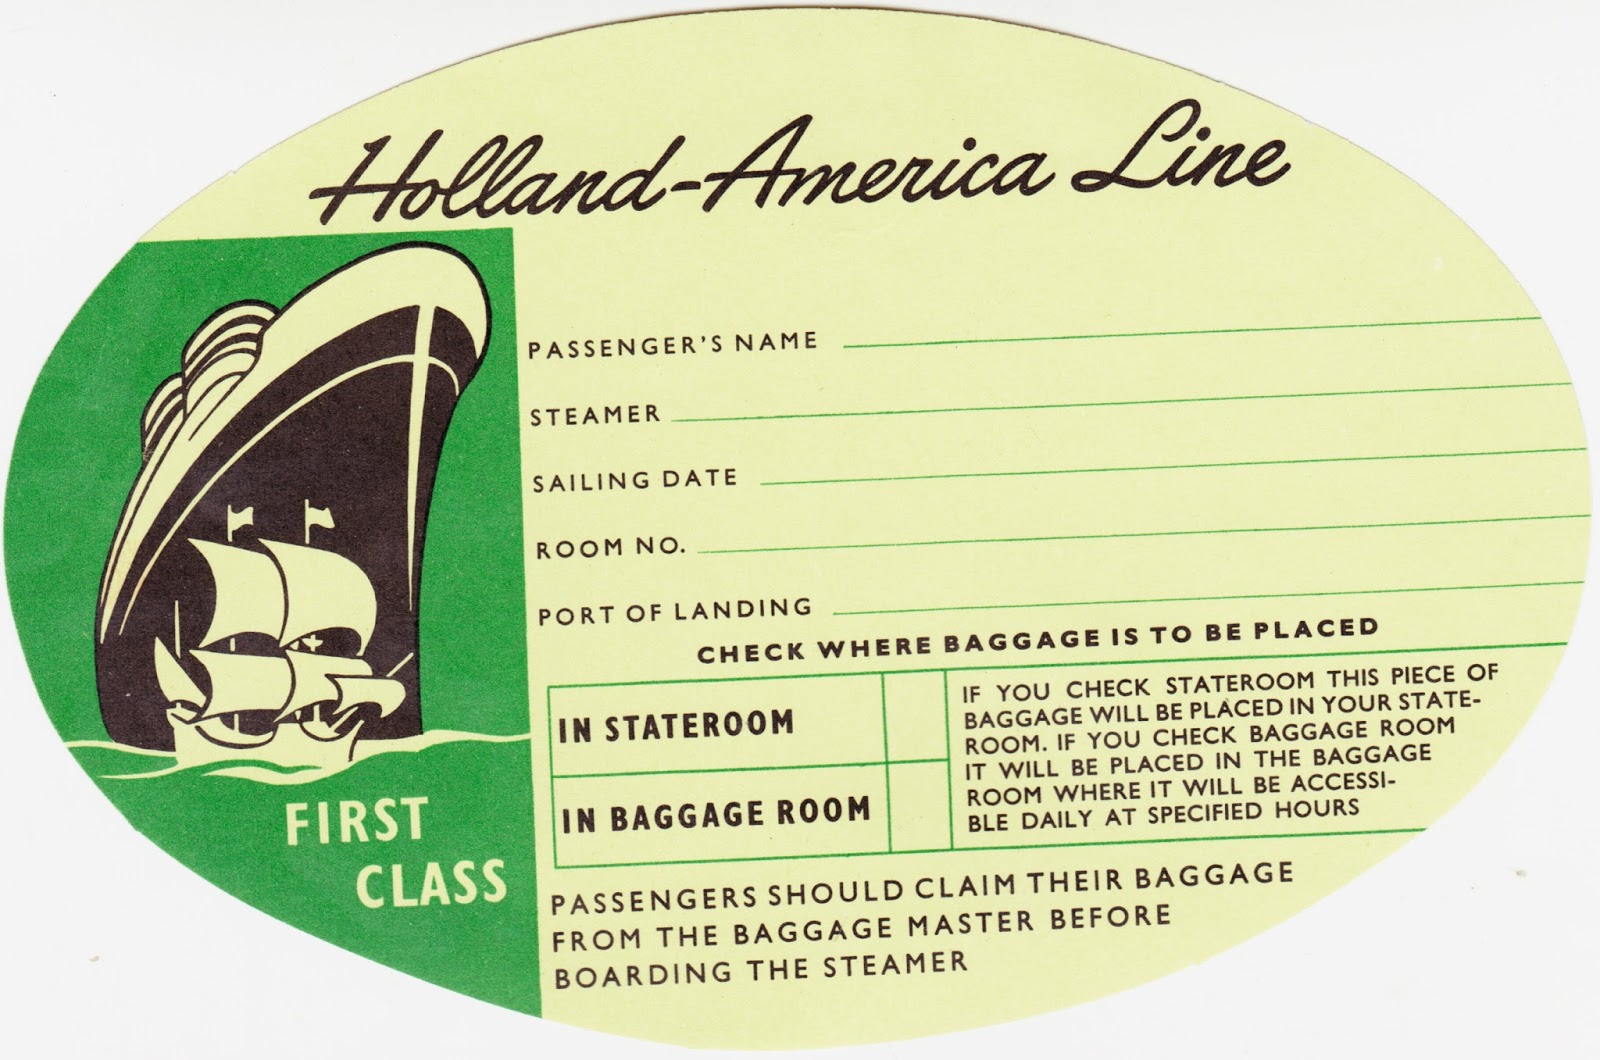 Holland-America Line
PASSENGER'S NAME
STEAMER
SAILING DATE
ROOM NO.
PORT OF LANDING
CHECK WHERE BAGGAGE IS TO BE PLACED
IN STATEROOM
IN BAGGAGE ROOM
IF YOU CHECK STATEROOM THIS PIECE OF
BAGGAGE WILL BE PLACED IN YOUR STATE-
ROOM. IF YOU CHECK BAGGAGE ROOM
IT WILL BE PLACED IN THE BAGGAGE
ROOM WHERE IT WILL BE ACCESSI-
BLE DAILY AT SPECIFIED HOURS
FIRST
CLASS
PASSENGERS SHOULD CLAIM THEIR BAGGAGE
FROM THE BAGGAGE MASTER BEFORE
BOARDING THE STEAMER